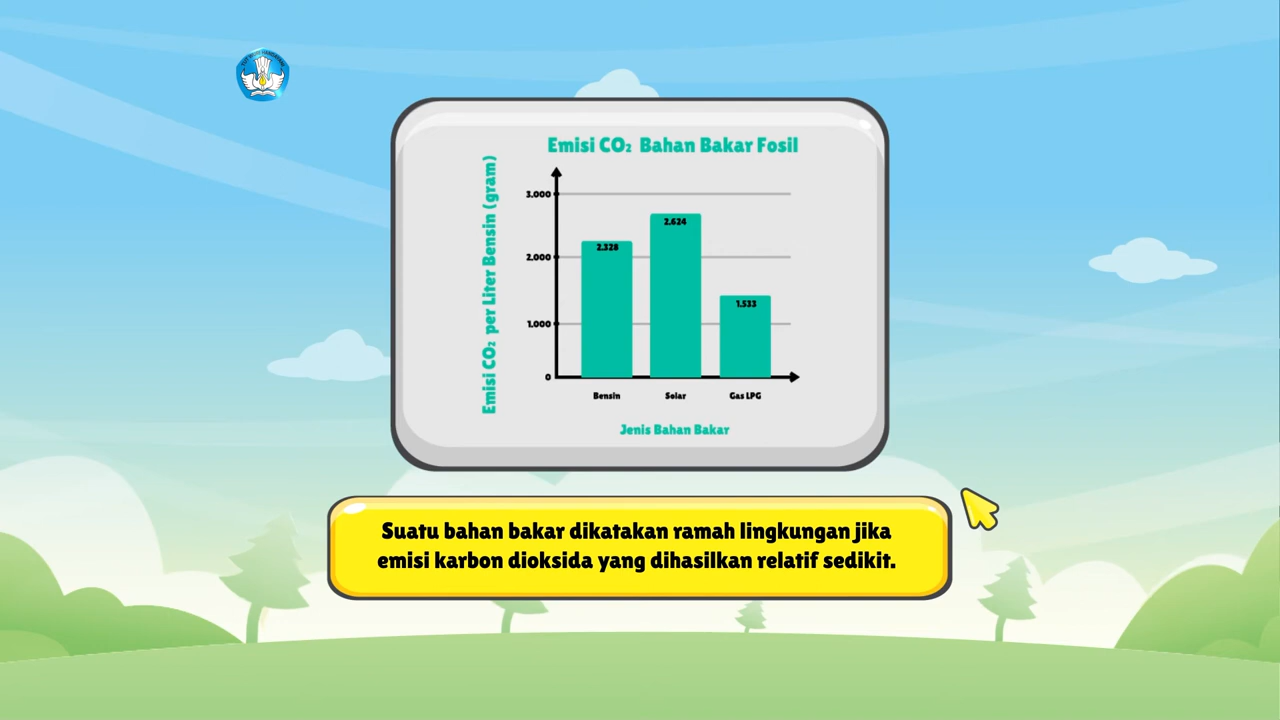 Emisi CO₂ Bahan Bakar Fosil
Emisi CO₂ per Liter Bensin (gram)
3.000
2.000
1.000
0
2.328
2.624
1.533
Bensin
Solar
Gas LPG
Jenis Bahan Bakar
Suatu bahan bakar dikatakan ramah lingkungan jika
emisi karbon dioksida yang dihasilkan relatif sedikit.